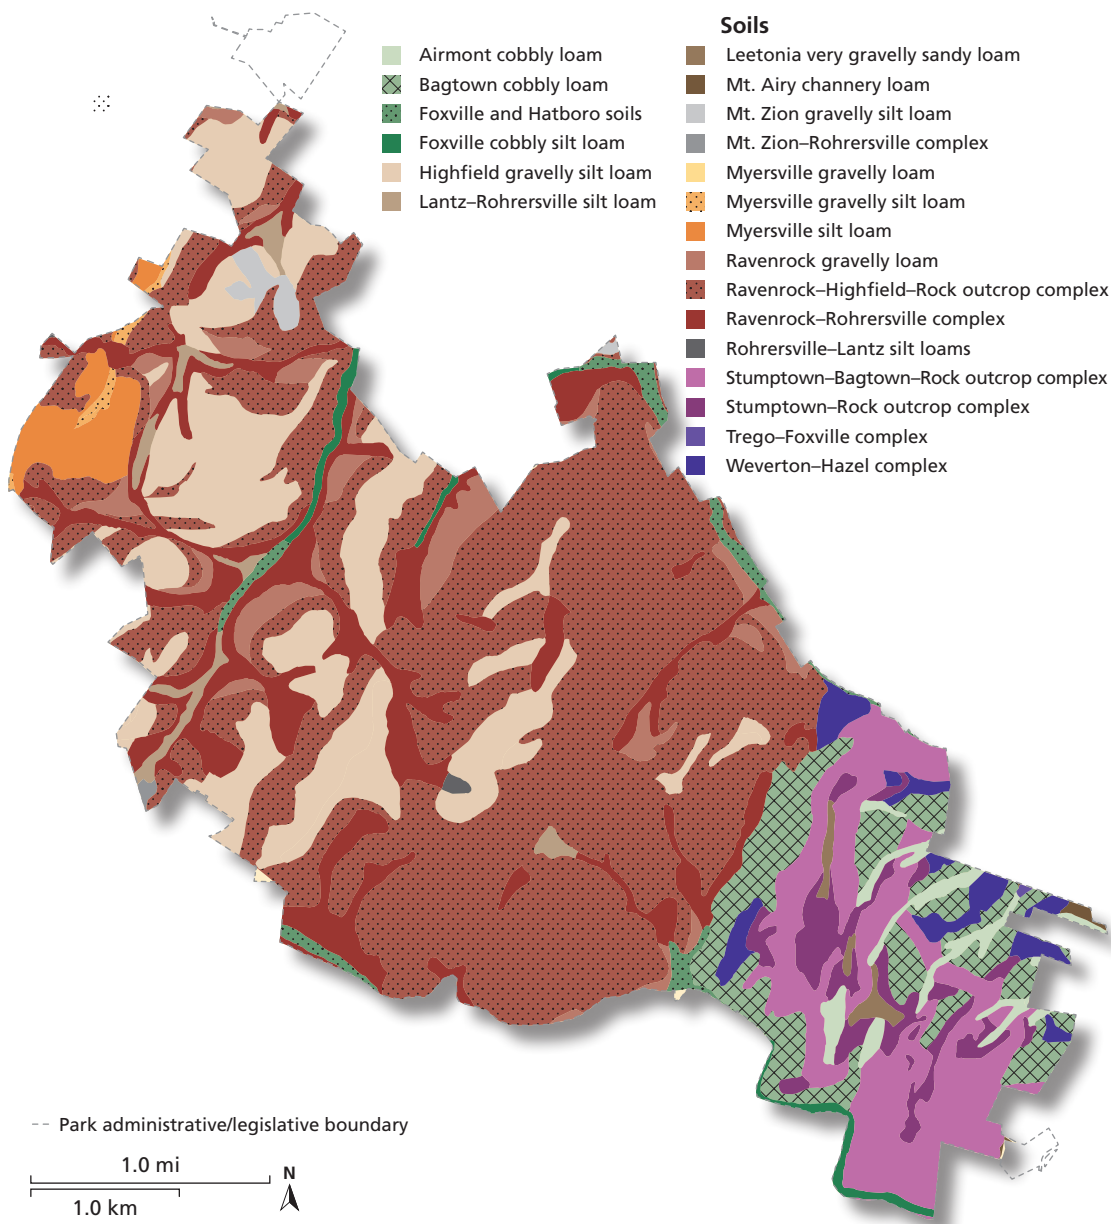 Soils
Airmont cobbly loam
Bagtown cobbly loam
Foxville and Hatboro soils
Foxville cobbly silt loam
Highfield gravelly silt loam
Lantz–Rohrersville silt loam
Leetonia very gravelly sandy loam
Mt. Airy channery loam
Mt. Zion gravelly silt loam
Mt. Zion–Rohrersville complex
Myersville gravelly loam
Myersville gravelly silt loam
Myersville silt loam
Ravenrock gravelly loam
Ravenrock–Highfield–Rock outcrop complex
Ravenrock–Rohrersville complex
Rohrersville–Lantz silt loams
Stumptown–Bagtown–Rock outcrop complex
Stumptown–Rock outcrop complex
Trego–Foxville complex
Weverton–Hazel complex
Park administrative/legislative boundary
1.0 mi
1.0 km
N